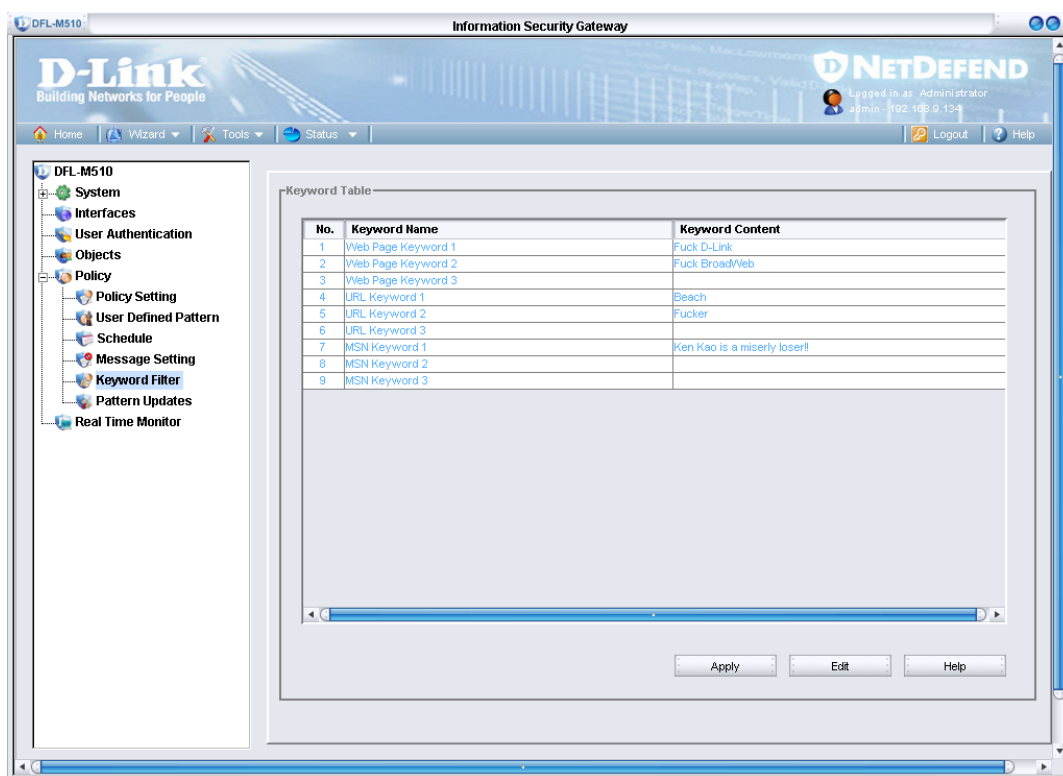 DFL-M510
Information Security Gateway
D-Link
Building Networks for People
NETDEFEND
Logged in as Administrator
admin - 192.168.9.134
Home
Wizard
Tools
Status
Logout
Help
DFL-M510
System
Interfaces
User Authentication
Objects
Policy
Policy Setting
User Defined Pattern
Schedule
Message Setting
Keyword Filter
Pattern Updates
Real Time Monitor
Keyword Table
No. Keyword Name Keyword Content
1 Web Page Keyword 1 Fuck D-Link
2 Web Page Keyword 2 Fuck BroadWeb
3 Web Page Keyword 3
4 URL Keyword 1 Beach
5 URL Keyword 2 Fucker
6 URL Keyword 3
7 MSN Keyword 1 Ken Kao is a miserly loser!!
8 MSN Keyword 2
9 MSN Keyword 3
Apply Edit Help